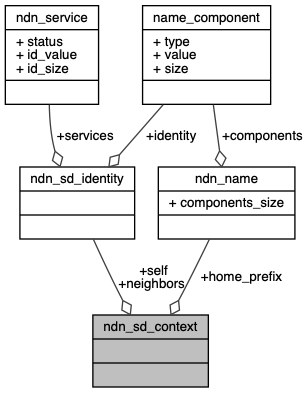 ndn_service
+ status
+ id_value
+ id_size
name_component
+ type
+ value
+ size
+services
+identity
+components
ndn_sd_identity
ndn_name
+ components_size
+self
+neighbors
+home_prefix
ndn_sd_context